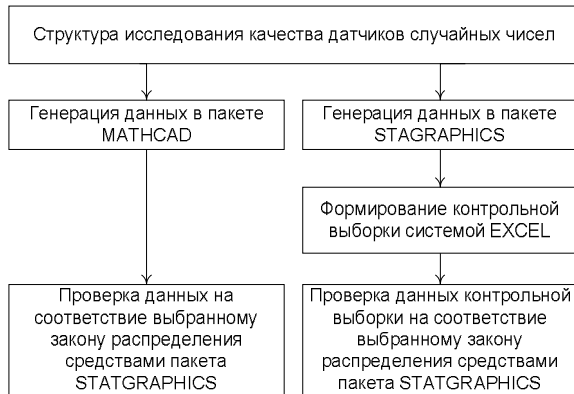 Структура исследования качества датчиков случайных чисел
Генерация данных в пакете
MATHCAD
Генерация данных в пакете
STAGRAPHICS
Формирование контрольной
выборки системой EXCEL
Проверка данных на
соответствие выбранному
закону распределения
средствами пакета
STATGRAPHICS
Проверка данных контрольной
выборки на соответствие
выбранному закону
распределения средствами
пакета STATGRAPHICS